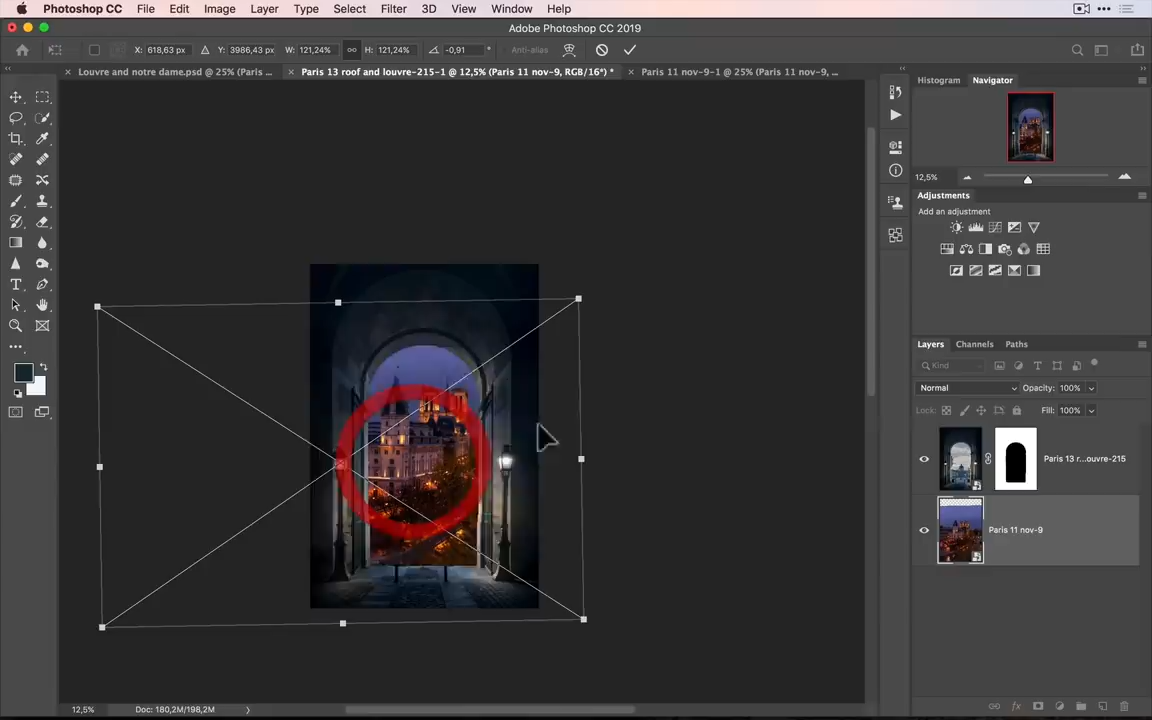 Photoshop CC File Edit Image Layer Type Select Filter 3D View Window Help
Adobe Photoshop CC 2019
X: 618,63 px Y: 3986,43 px W: 121,24% H: 121,24% -0,91 ° Anti-alias
Louvre and notre dame.psd @ 25% (Paris ... Paris 13 roof and louvre-215-1 @ 12,5% (Paris 11 nov-9, RGB/16*) * Paris 11 nov-9-1 @ 25% (Paris 11 nov-9, ...
Histogram Navigator
12,5%
Adjustments
Add an adjustment
Layers Channels Paths
Kind
Normal Opacity: 100%
Lock: Fill: 100%
Paris 13 r...ouvre-215
Paris 11 nov-9
12,5% Doc: 180,2M/198,2M